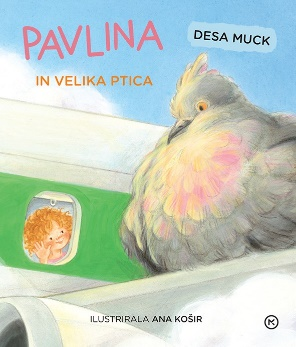 PAVLINA
DESA MUCK
IN VELIKA PTICA
ILUSTRIRALA ANA KOŠIR